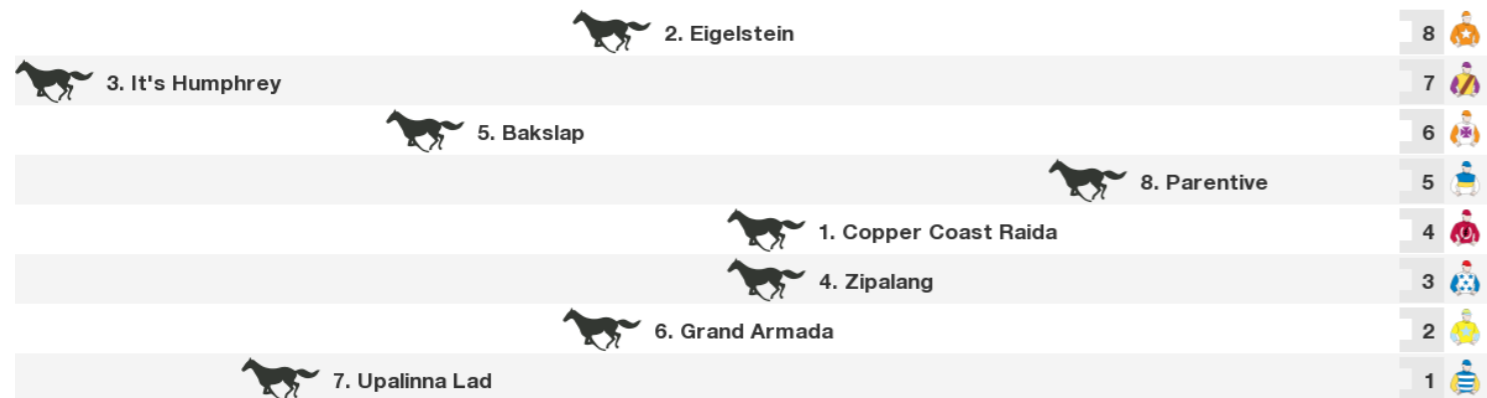 2. Eigelstein 8
3. It's Humphrey 7
5. Bakslap 6
8. Parentive 5
1. Copper Coast Raida 4
4. Zipalang 3
6. Grand Armada 2
7. Upalinna Lad 1